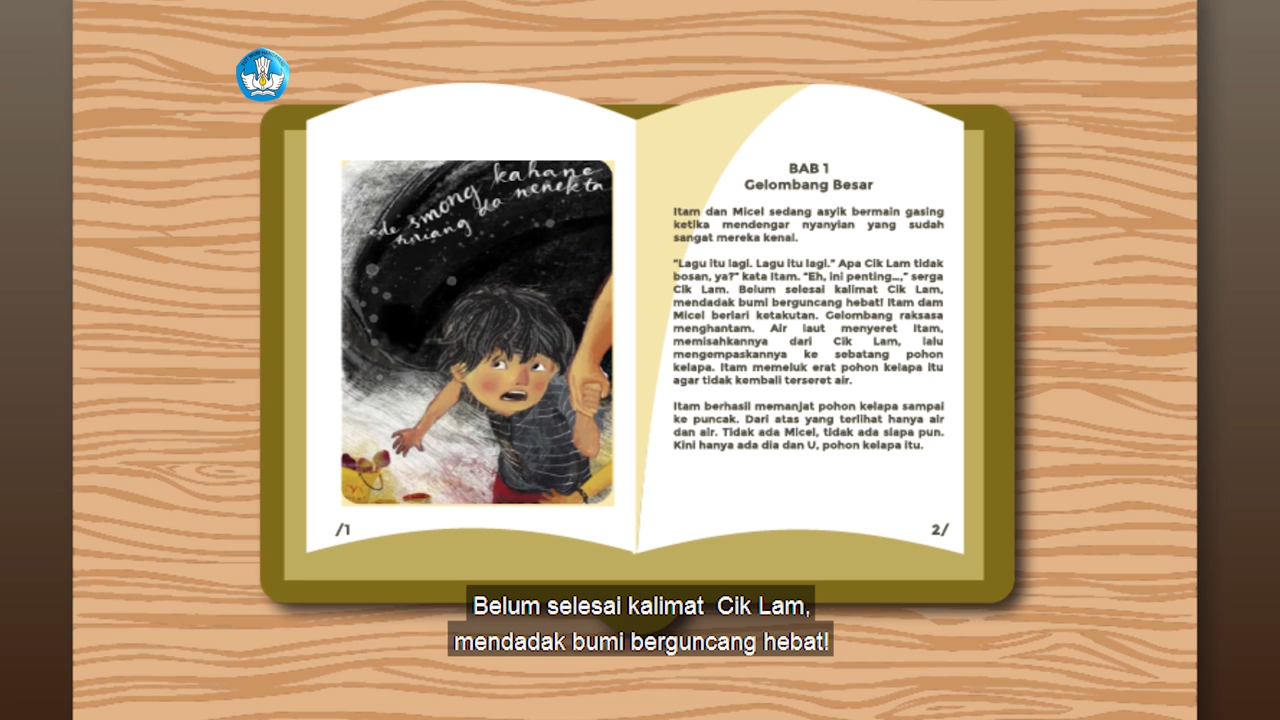 kahane
ede smong da nenekta
turiang
BAB 1
Gelombang Besar
Itam dan Micel sedang asyik bermain gasing
ketika mendengar nyanyian yang sudah
sangat mereka kenal.
"Lagu itu lagi. Lagu itu lagi." Apa Cik Lam tidak
bosan, ya?" kata Itam. "Eh, ini penting...," serga
Cik Lam. Belum selesai kalimat Cik Lam,
mendadak bumi berguncang hebat! Itam dam
Micel berlari ketakutan. Gelombang raksasa
menghantam. Air laut menyeret Itam,
memisahkannya dari Cik Lam, lalu
mengempaskannya ke sebatang pohon
kelapa. Itam memeluk erat pohon kelapa itu
agar tidak kembali terseret air.
Itam berhasil memanjat pohon kelapa sampai
ke puncak. Dari atas yang terlihat hanya air
dan air. Tidak ada Micel, tidak ada siapa pun.
Kini hanya ada dia dan U, pohon kelapa itu.
/1
2/
Belum selesai kalimat  Cik Lam,
mendadak bumi berguncang hebat!